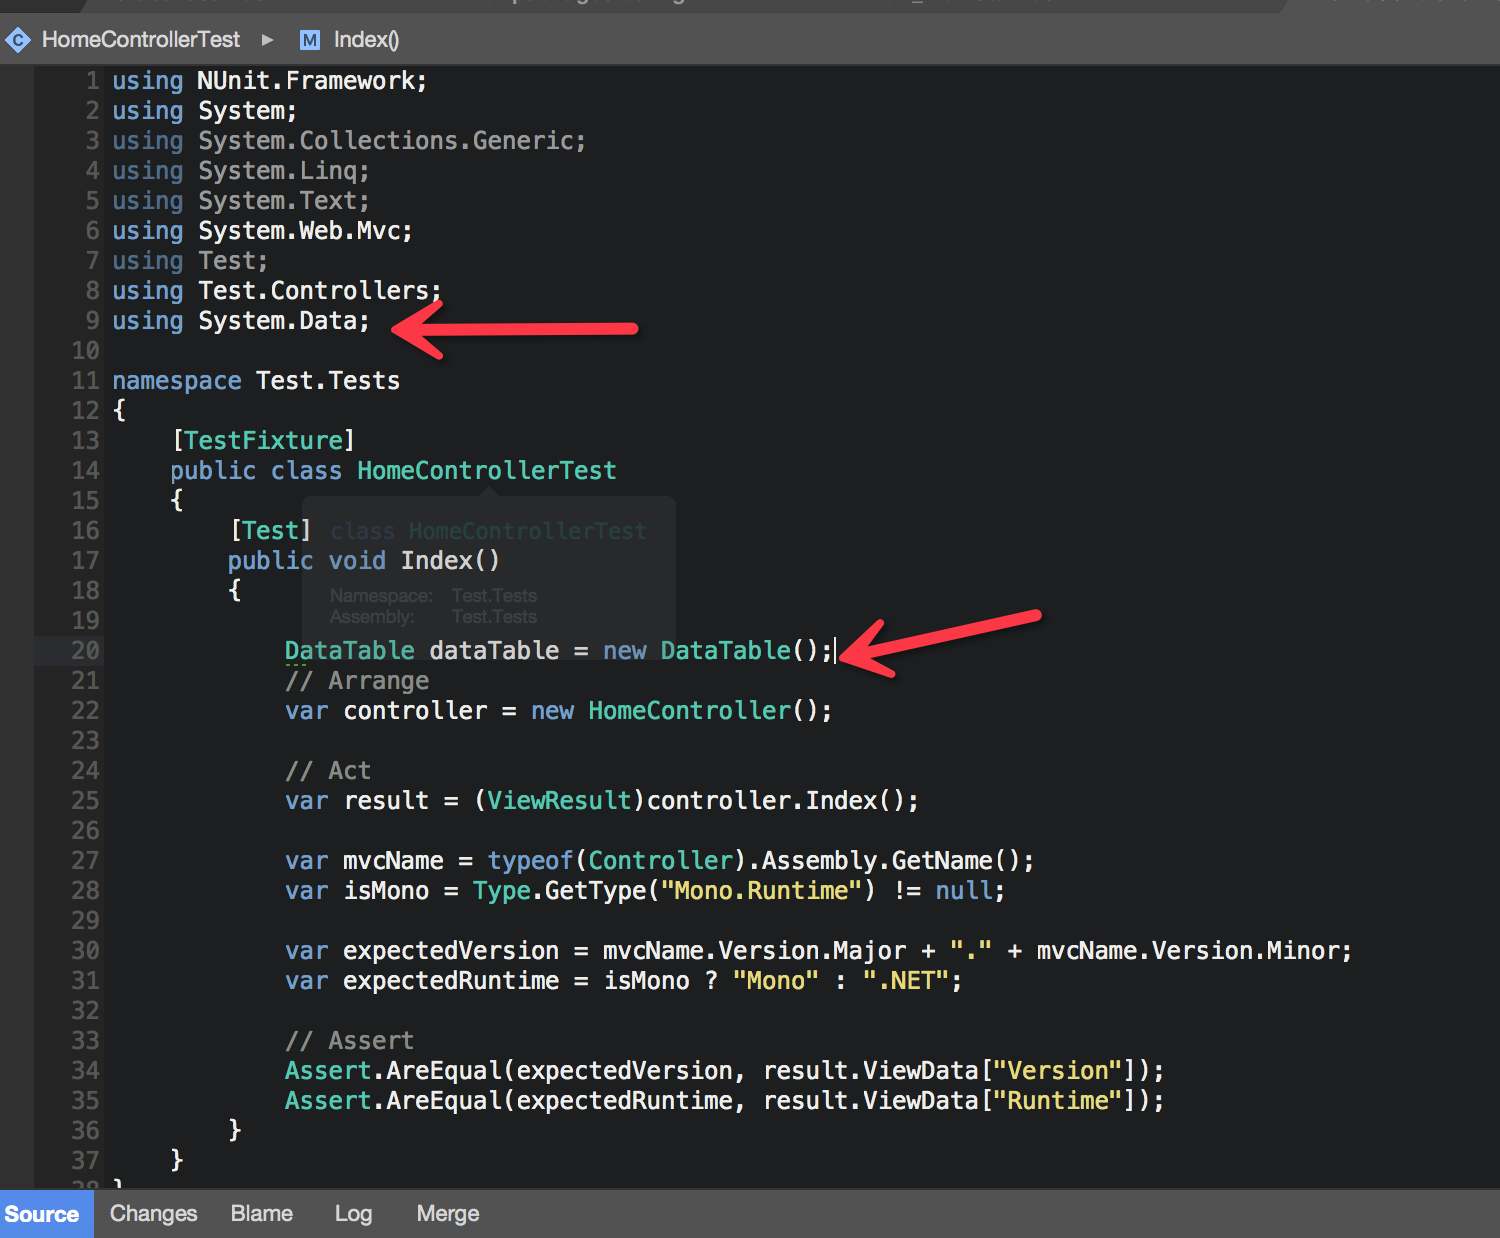 HomeControllerTest ▶ M Index()
1 using NUnit.Framework;
2 using System;
3 using System.Collections.Generic;
4 using System.Linq;
5 using System.Text;
6 using System.Web.Mvc;
7 using Test;
8 using Test.Controllers;
9 using System.Data;
10
11 namespace Test.Tests
12 {
13 [TestFixture]
14 public class HomeControllerTest
15 {
16 [Test] class HomeControllerTest
17 public void Index()
18 {
Namespace: Test.Tests
Assembly: Test.Tests
19
20 DataTable dataTable = new DataTable();
21 // Arrange
22 var controller = new HomeController();
23
24 // Act
25 var result = (ViewResult)controller.Index();
26
27 var mvcName = typeof(Controller).Assembly.GetName();
28 var isMono = Type.GetType("Mono.Runtime") != null;
29
30 var expectedVersion = mvcName.Version.Major + "." + mvcName.Version.Minor;
31 var expectedRuntime = isMono ? "Mono" : ".NET";
32
33 // Assert
34 Assert.AreEqual(expectedVersion, result.ViewData["Version"]);
35 Assert.AreEqual(expectedRuntime, result.ViewData["Runtime"]);
36 }
37 }
38 }
Source Changes Blame Log Merge